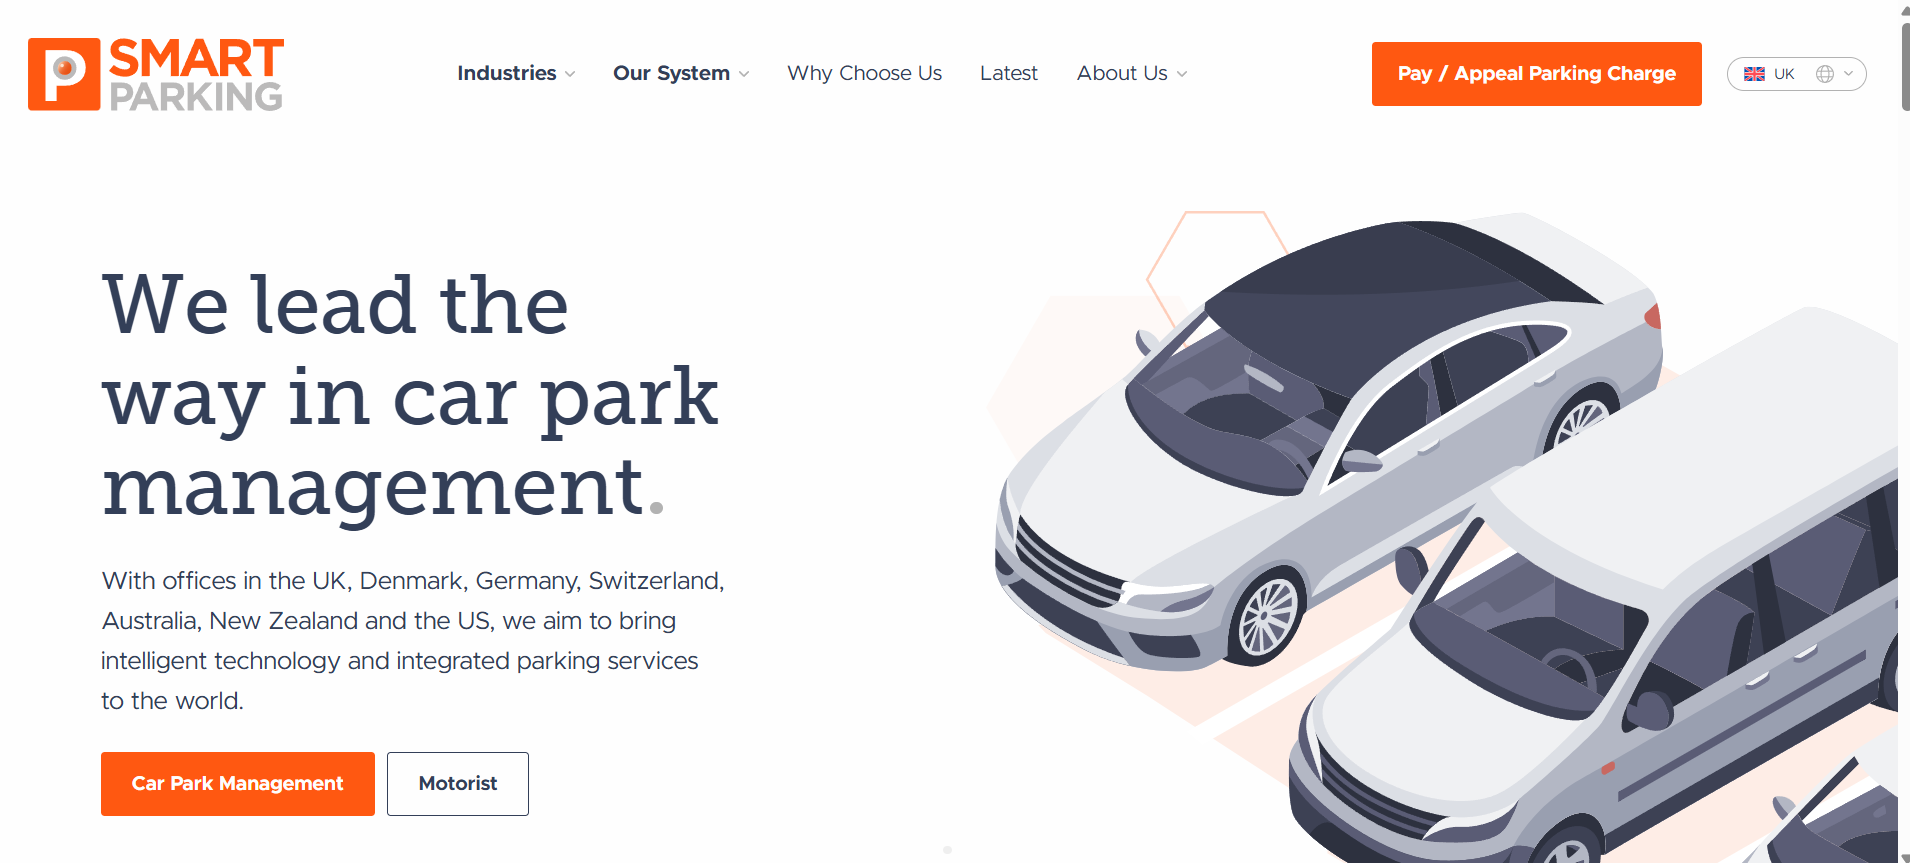 P SMART
PARKING
Industries
Our System
Why Choose Us
Latest
About Us
Pay / Appeal Parking Charge
UK
We lead the
way in car park
management.
With offices in the UK, Denmark, Germany, Switzerland,
Australia, New Zealand and the US, we aim to bring
intelligent technology and integrated parking services
to the world.
Car Park Management
Motorist